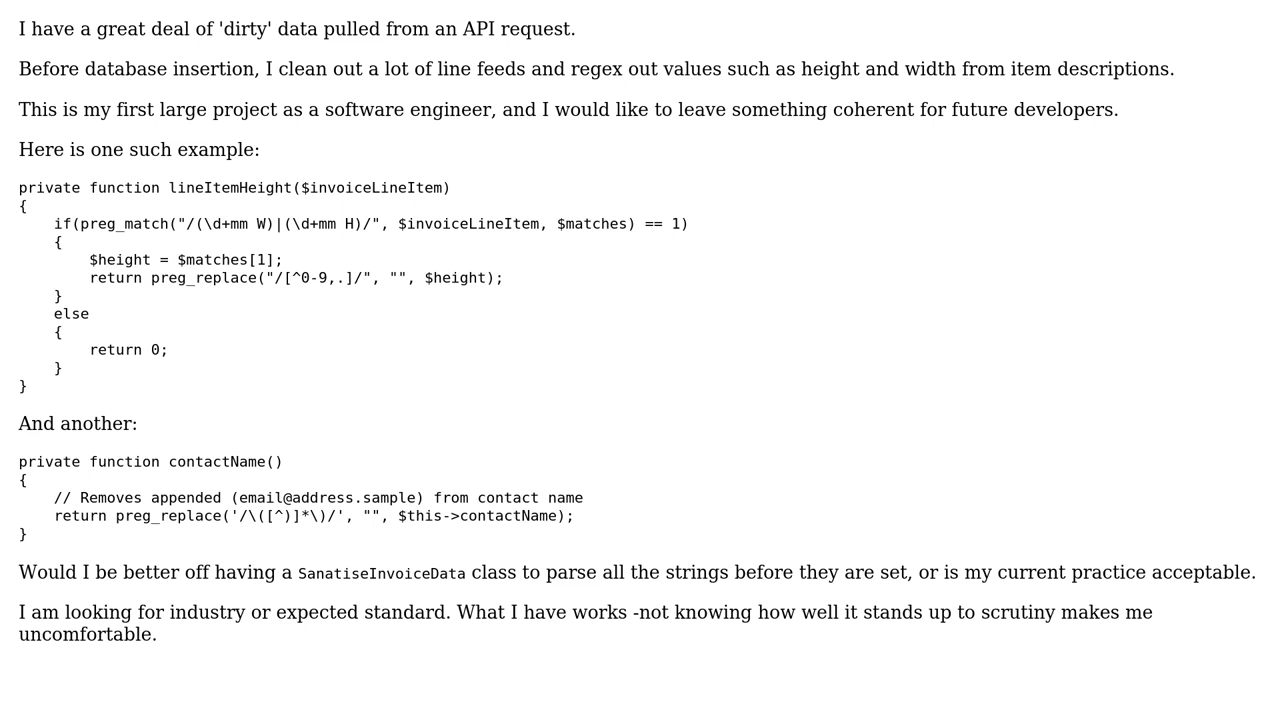 I have a great deal of 'dirty' data pulled from an API request.
Before database insertion, I clean out a lot of line feeds and regex out values such as height and width from item descriptions.
This is my first large project as a software engineer, and I would like to leave something coherent for future developers.
Here is one such example:
private function lineItemHeight($invoiceLineItem)
{
    if(preg_match("/(\d+mm W)|(\d+mm H)/", $invoiceLineItem, $matches) == 1)
    {
        $height = $matches[1];
        return preg_replace("/[^0-9,.]/", "", $height);
    }
    else
    {
        return 0;
    }
}
And another:
private function contactName()
{
    // Removes appended (email@address.sample) from contact name
    return preg_replace('/\([^)]*\)/', "", $this->contactName);
}
Would I be better off having a SanatiseInvoiceData class to parse all the strings before they are set, or is my current practice acceptable.
I am looking for industry or expected standard. What I have works -not knowing how well it stands up to scrutiny makes me
uncomfortable.